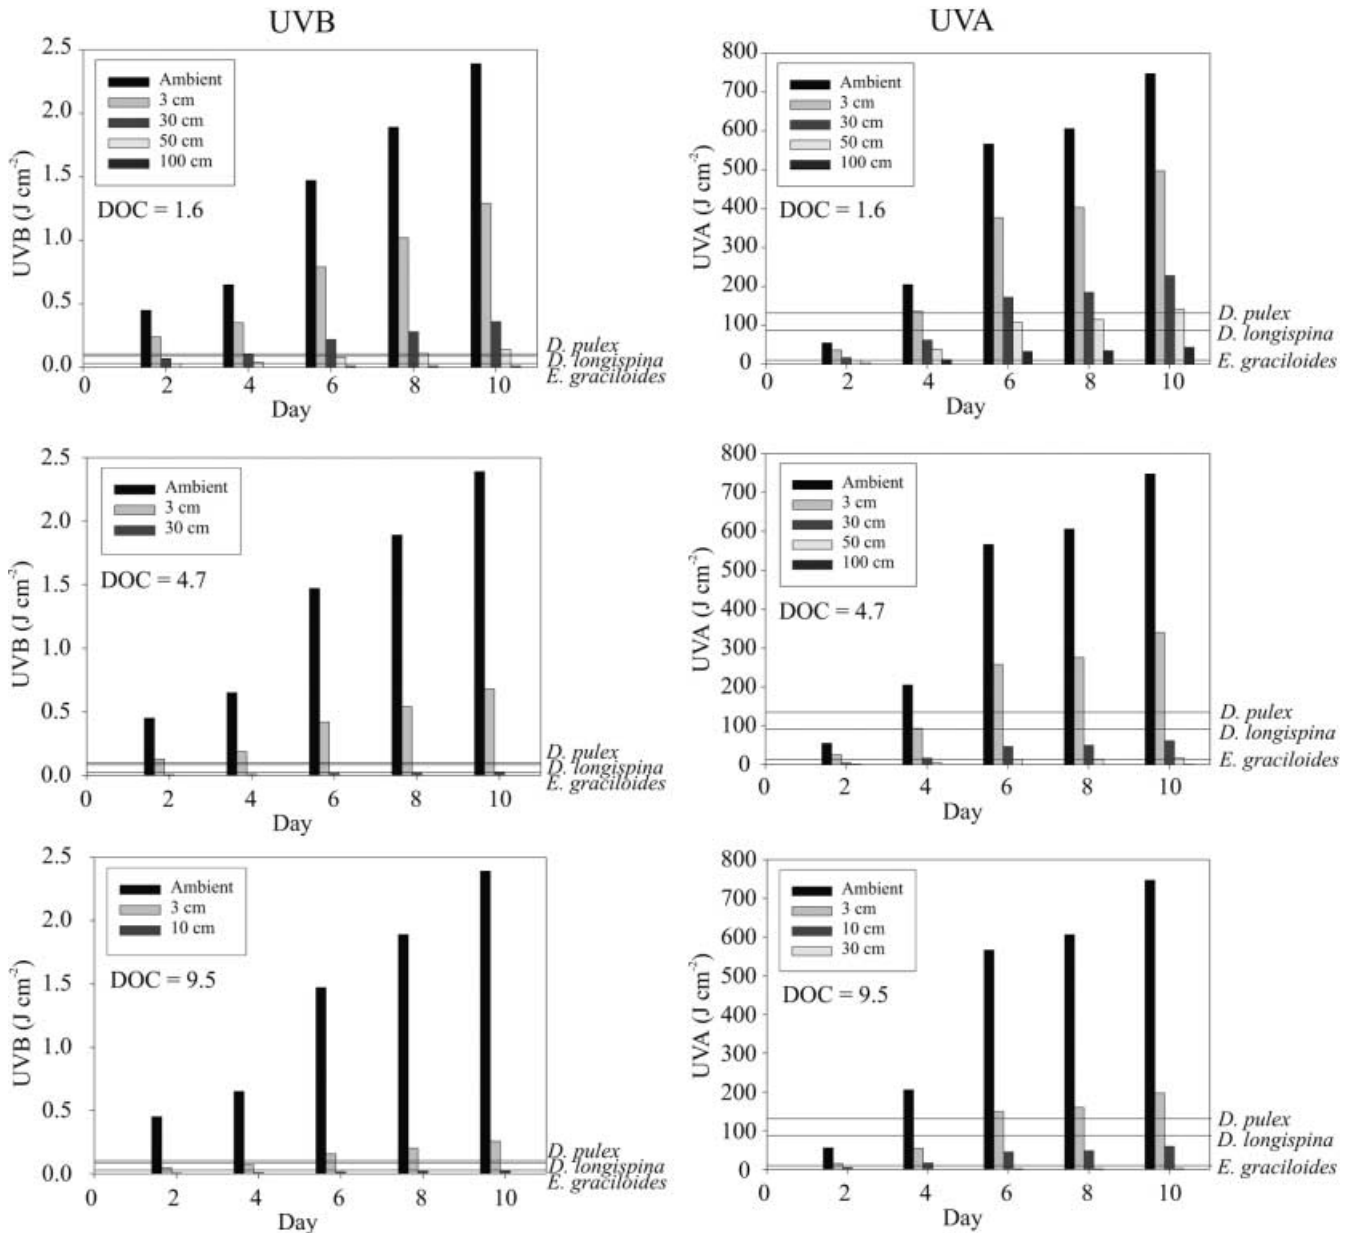 UVB
2.5
2.0
1.5
1.0
0.5
0.0
UVB (J cm⁻²)
Ambient
3 cm
30 cm
50 cm
100 cm
DOC = 1.6
D. pulex
D. longispina
E. graciloides
0 2 4 6 8 10
Day
UVA
800
700
600
500
400
300
200
100
0
UVA (J cm⁻²)
Ambient
3 cm
30 cm
50 cm
100 cm
DOC = 1.6
D. pulex
D. longispina
E. graciloides
0 2 4 6 8 10
Day
2.5
2.0
1.5
1.0
0.5
0.0
UVB (J cm⁻²)
Ambient
3 cm
30 cm
DOC = 4.7
D. pulex
D. longispina
E. graciloides
0 2 4 6 8 10
Day
800
700
600
500
400
300
200
100
0
UVA (J cm⁻²)
Ambient
3 cm
30 cm
50 cm
100 cm
DOC = 4.7
D. pulex
D. longispina
E. graciloides
0 2 4 6 8 10
Day
2.5
2.0
1.5
1.0
0.5
0.0
UVB (J cm⁻²)
Ambient
3 cm
10 cm
DOC = 9.5
D. pulex
D. longispina
E. graciloides
0 2 4 6 8 10
Day
800
700
600
500
400
300
200
100
0
UVA (J cm⁻²)
Ambient
3 cm
10 cm
30 cm
DOC = 9.5
D. pulex
D. longispina
E. graciloides
0 2 4 6 8 10
Day